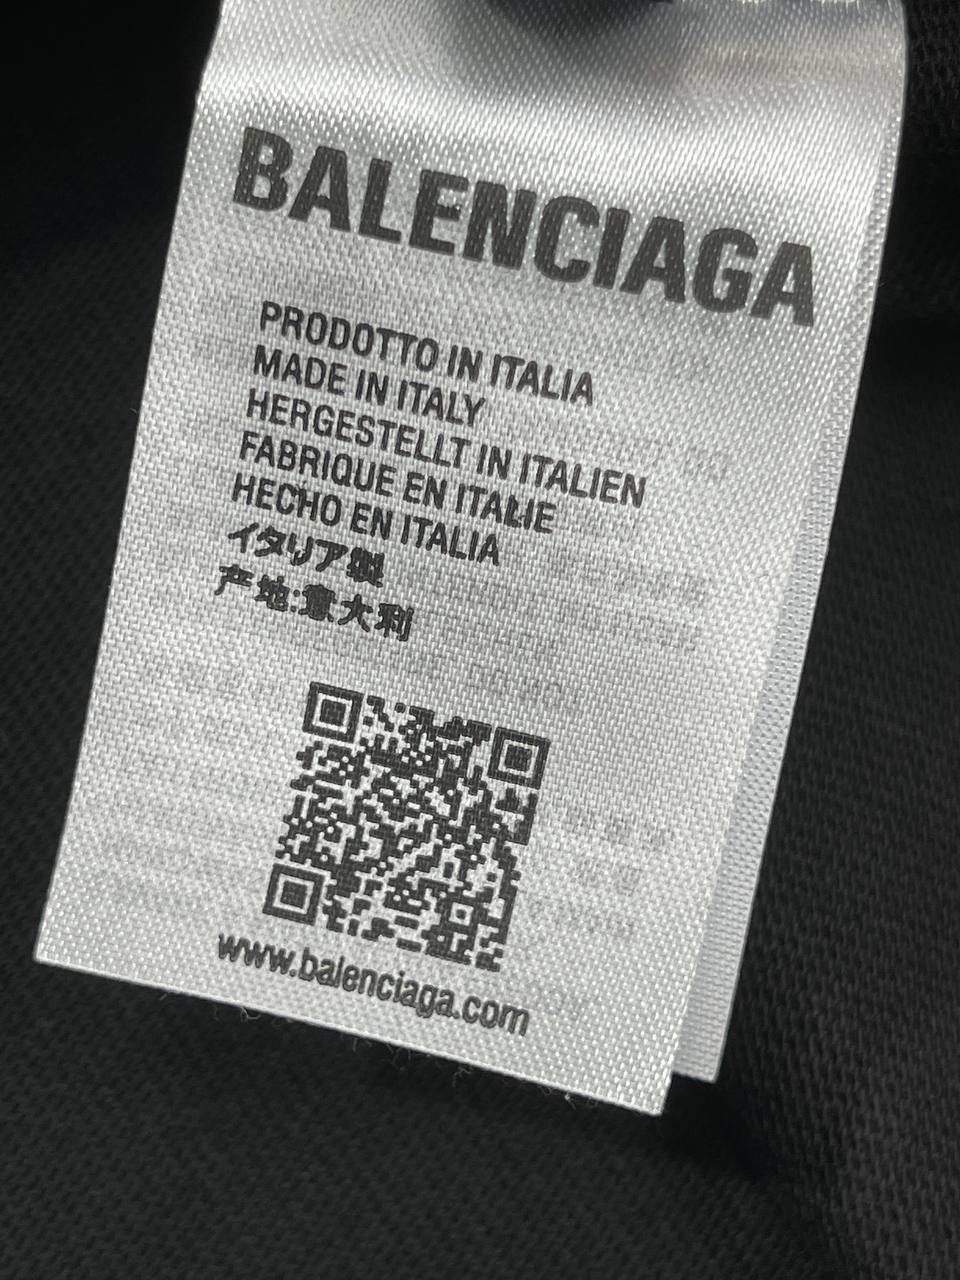 BALENCIAGA
PRODOTTO IN ITALIA
MADE IN ITALY
HERGESTELLT IN ITALIEN
FABRIQUE EN ITALIE
HECHO EN ITALIA
イタリア製
产地:意大利
www.balenciaga.com